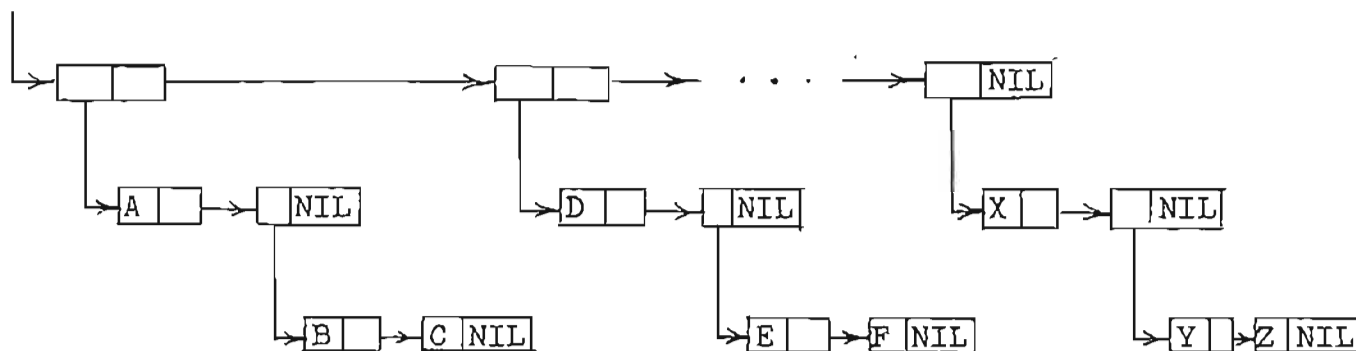 . . .
NIL
A NIL D NIL X NIL
B C NIL E F NIL Y Z NIL